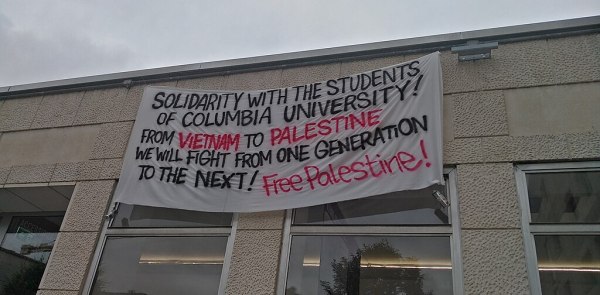 SOLIDARITY WITH THE STUDENTS
OF COLUMBIA UNIVERSITY!
FROM VIETNAM TO PALESTINE
WE WILL FIGHT FROM ONE GENERATION
TO THE NEXT! Free Palestine!